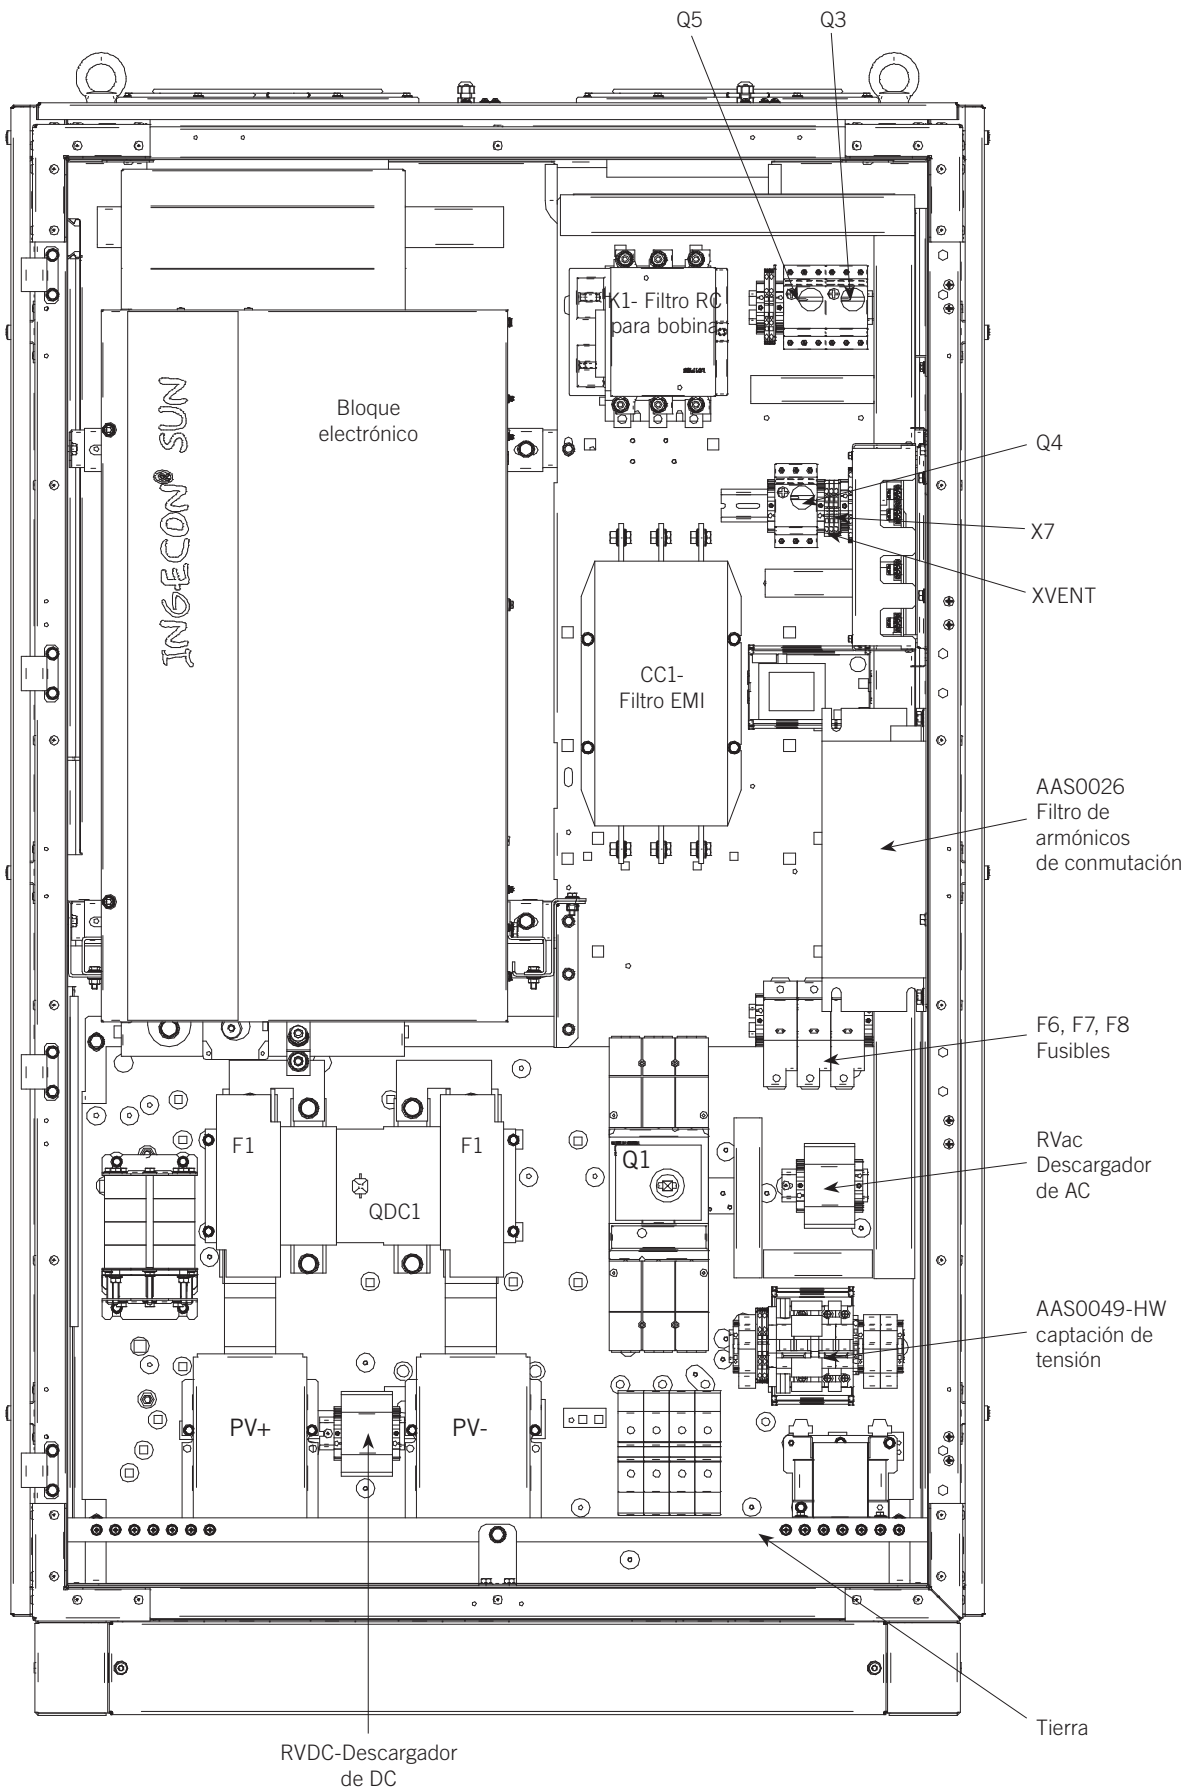 Q5
Q3
K1- Filtro RC
para bobina
Bloque
electrónico
INGECON® SUN
Q4
X7
XVENT
CC1-
Filtro EMI
AAS0026
Filtro de
armónicos
de conmutación
F6, F7, F8
Fusibles
F1
F1
Q1
QDC1
RVac
Descargador
de AC
AAS0049-HW
captación de
tensión
PV+
PV-
Tierra
RVDC-Descargador
de DC